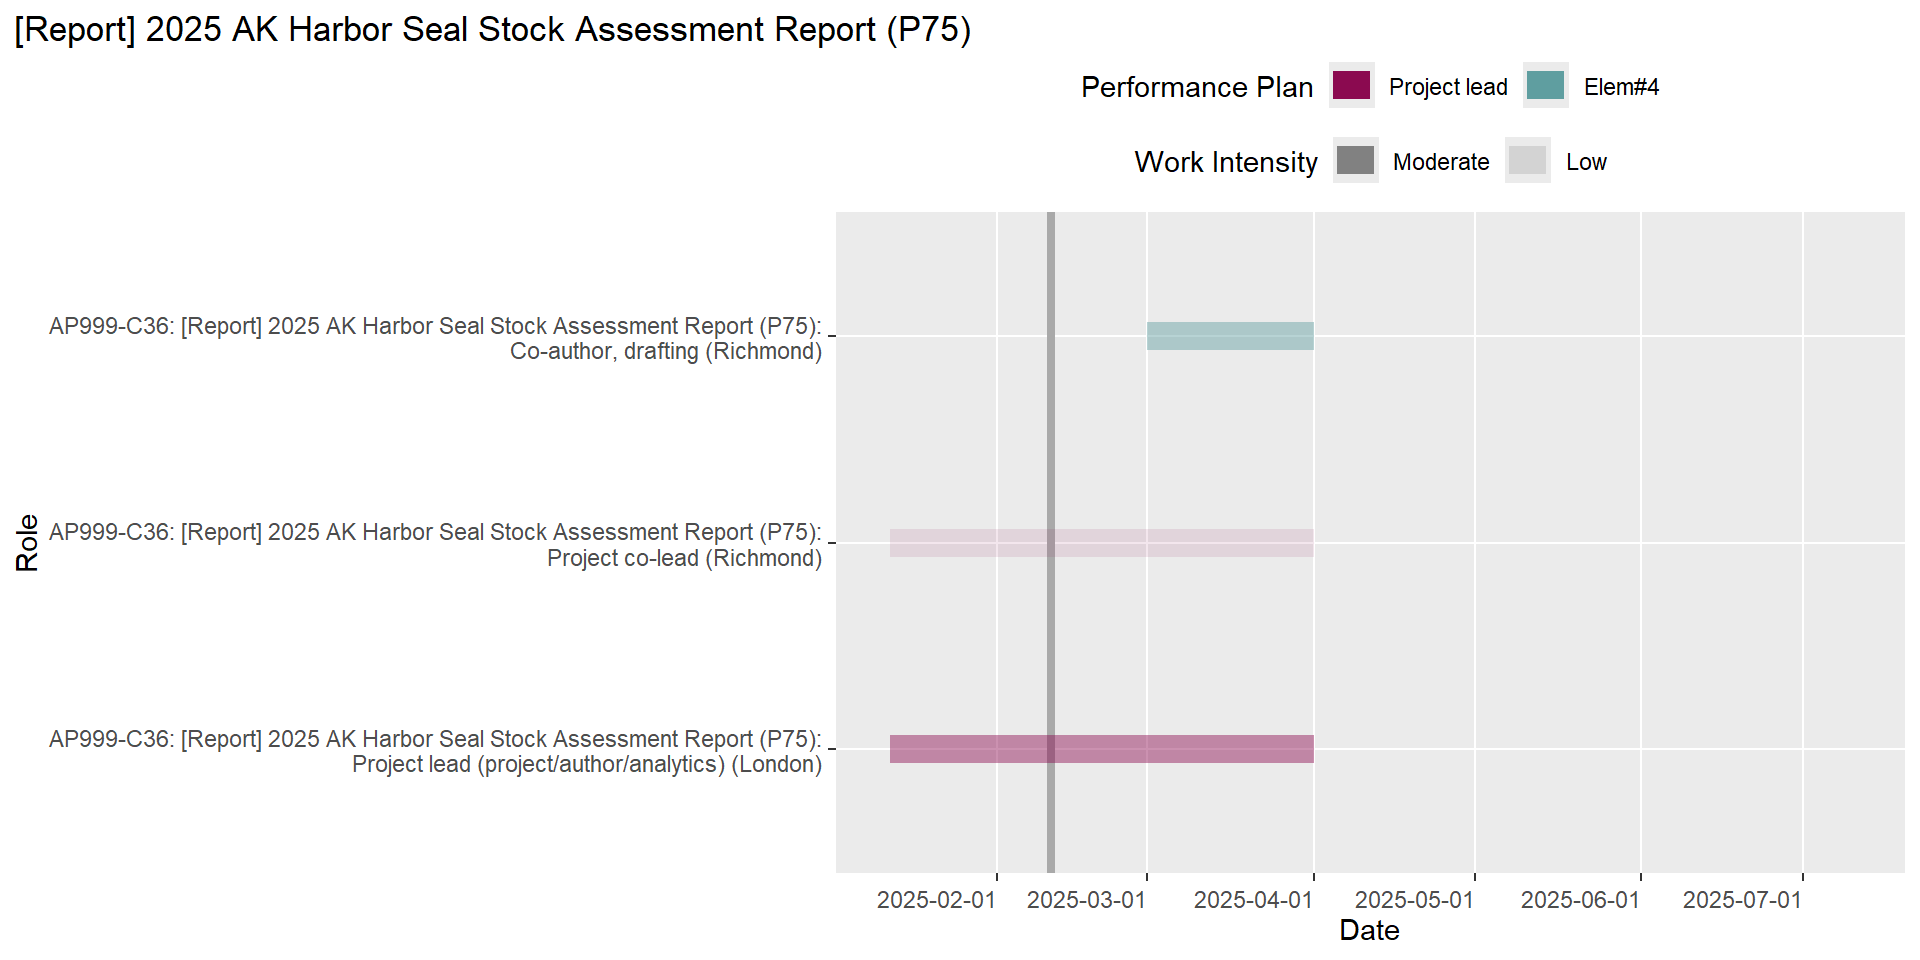 [Report] 2025 AK Harbor Seal Stock Assessment Report (P75)
Performance Plan Project lead Elem#4
Work Intensity Moderate Low
AP999-C36: [Report] 2025 AK Harbor Seal Stock Assessment Report (P75):
Co-author, drafting (Richmond)
AP999-C36: [Report] 2025 AK Harbor Seal Stock Assessment Report (P75):
Project co-lead (Richmond)
AP999-C36: [Report] 2025 AK Harbor Seal Stock Assessment Report (P75):
Project lead (project/author/analytics) (London)
Role
2025-02-01 2025-03-01 2025-04-01 2025-05-01 2025-06-01 2025-07-01
Date